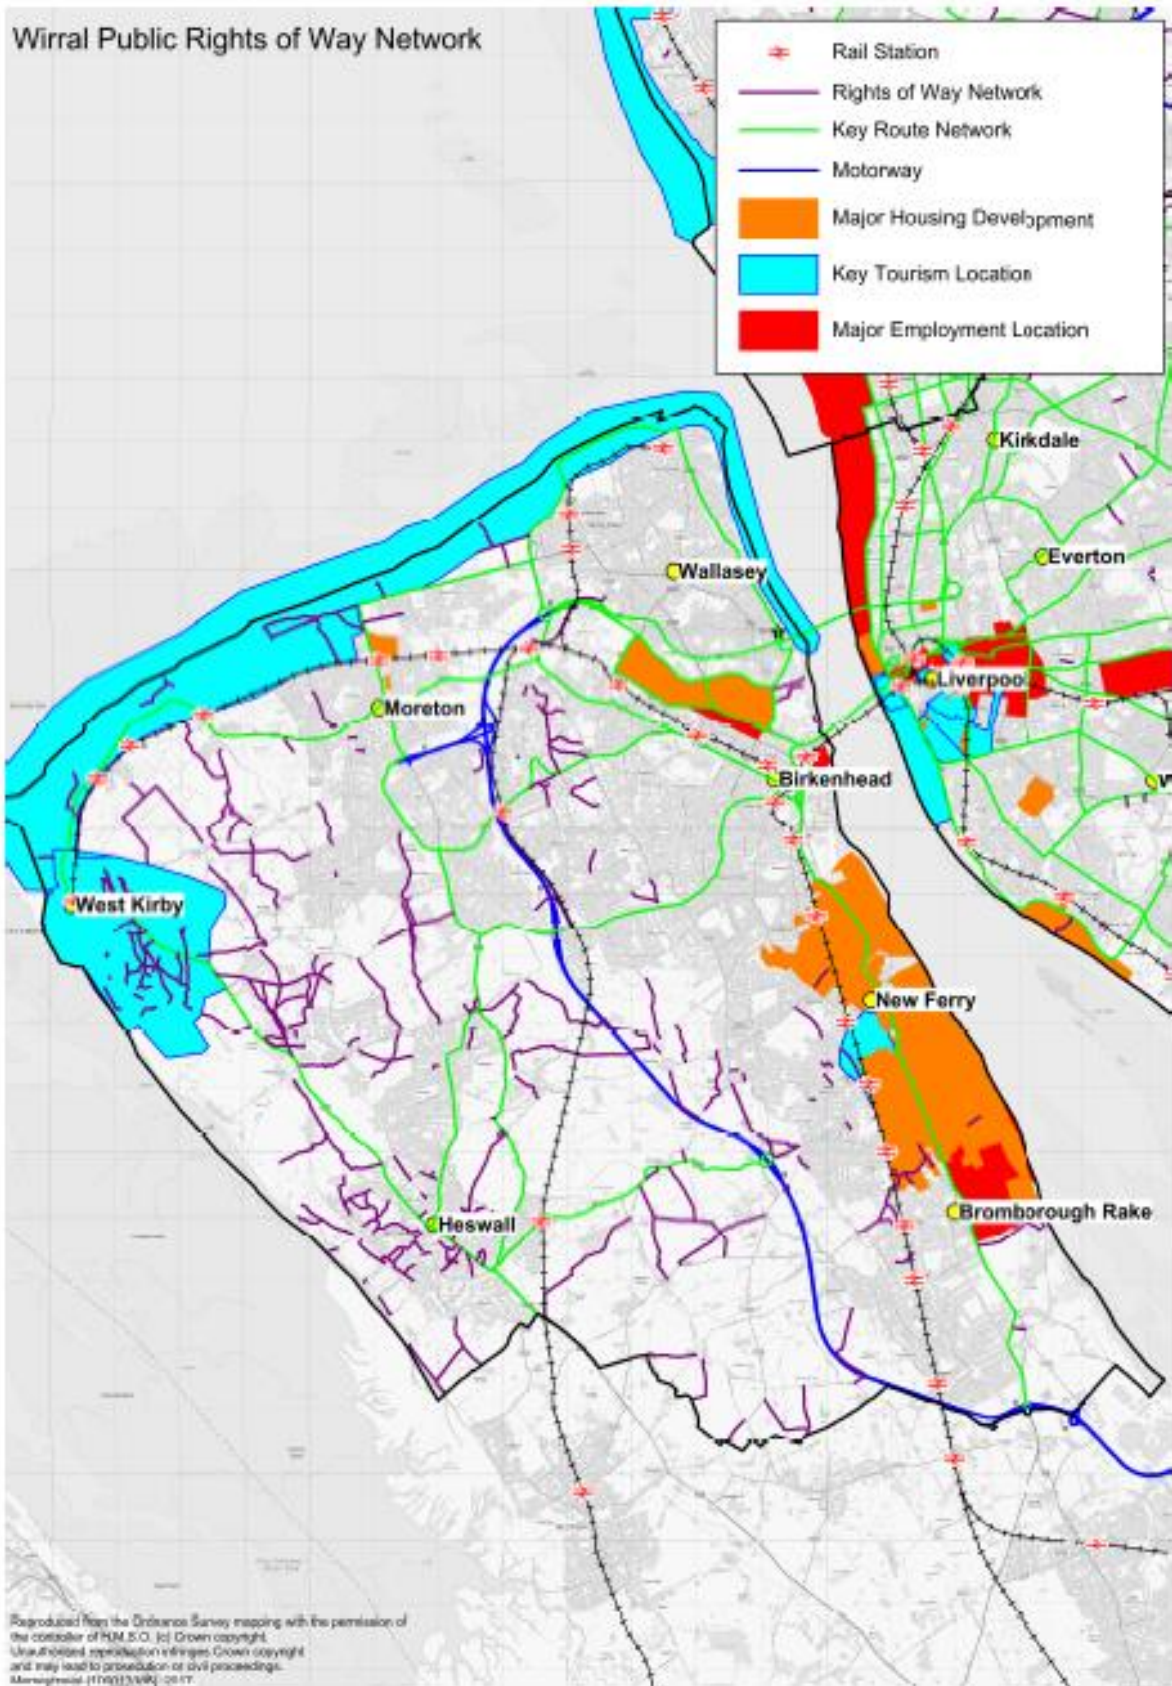 Wirral Public Rights of Way Network
Rail Station
Rights of Way Network
Key Route Network
Motorway
Major Housing Development
Key Tourism Location
Major Employment Location
Kirkdale
Everton
Wallasey
Liverpoo
Moreton
Birkenhead
W
West Kirby
New Ferry
Heswall
Bromborough Rake
Reproduced from the Ordnance Survey mapping with the permission of
the controller of H.M.S.O. (c) Crown copyright.
Unauthorised reproduction infringes Crown copyright
and may lead to prosecution or civil proceedings.
2017